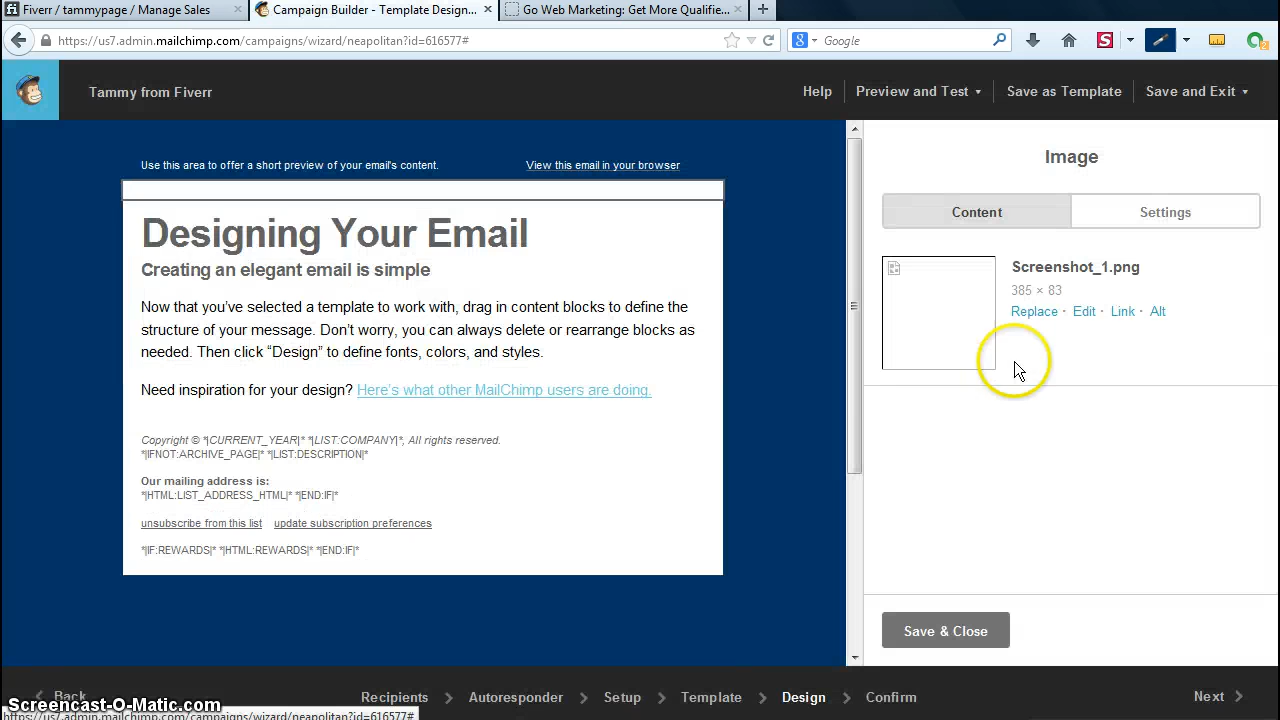 Fiverr / tammypage / Manage Sales
Campaign Builder - Template Design...
Go Web Marketing: Get More Qualifie...
https://us7.admin.mailchimp.com/campaigns/wizard/neapolitan?id=616577#
Google
Tammy from Fiverr
Help
Preview and Test
Save as Template
Save and Exit
Use this area to offer a short preview of your email's content.
View this email in your browser
Designing Your Email
Creating an elegant email is simple
Now that you've selected a template to work with, drag in content blocks to define the
structure of your message. Don't worry, you can always delete or rearrange blocks as
needed. Then click “Design” to define fonts, colors, and styles.
Need inspiration for your design? Here's what other MailChimp users are doing.
Copyright © *|CURRENT_YEAR|* *|LIST:COMPANY|*, All rights reserved.
*|IFNOT:ARCHIVE_PAGE|* *|LIST:DESCRIPTION|*
Our mailing address is:
*|HTML:LIST_ADDRESS_HTML|* *|END:IF|*
unsubscribe from this list update subscription preferences
*|IF:REWARDS|* *|HTML:REWARDS|* *|END:IF|*
Image
Content
Settings
Screenshot_1.png
385 × 83
Replace · Edit · Link · Alt
Save & Close
Back
Recipients
Autoresponder
Setup
Template
Design
Confirm
Next
Screencast-O-Matic.com
https://us7.admin.mailchimp.com/campaigns/wizard/neapolitan?id=616577#